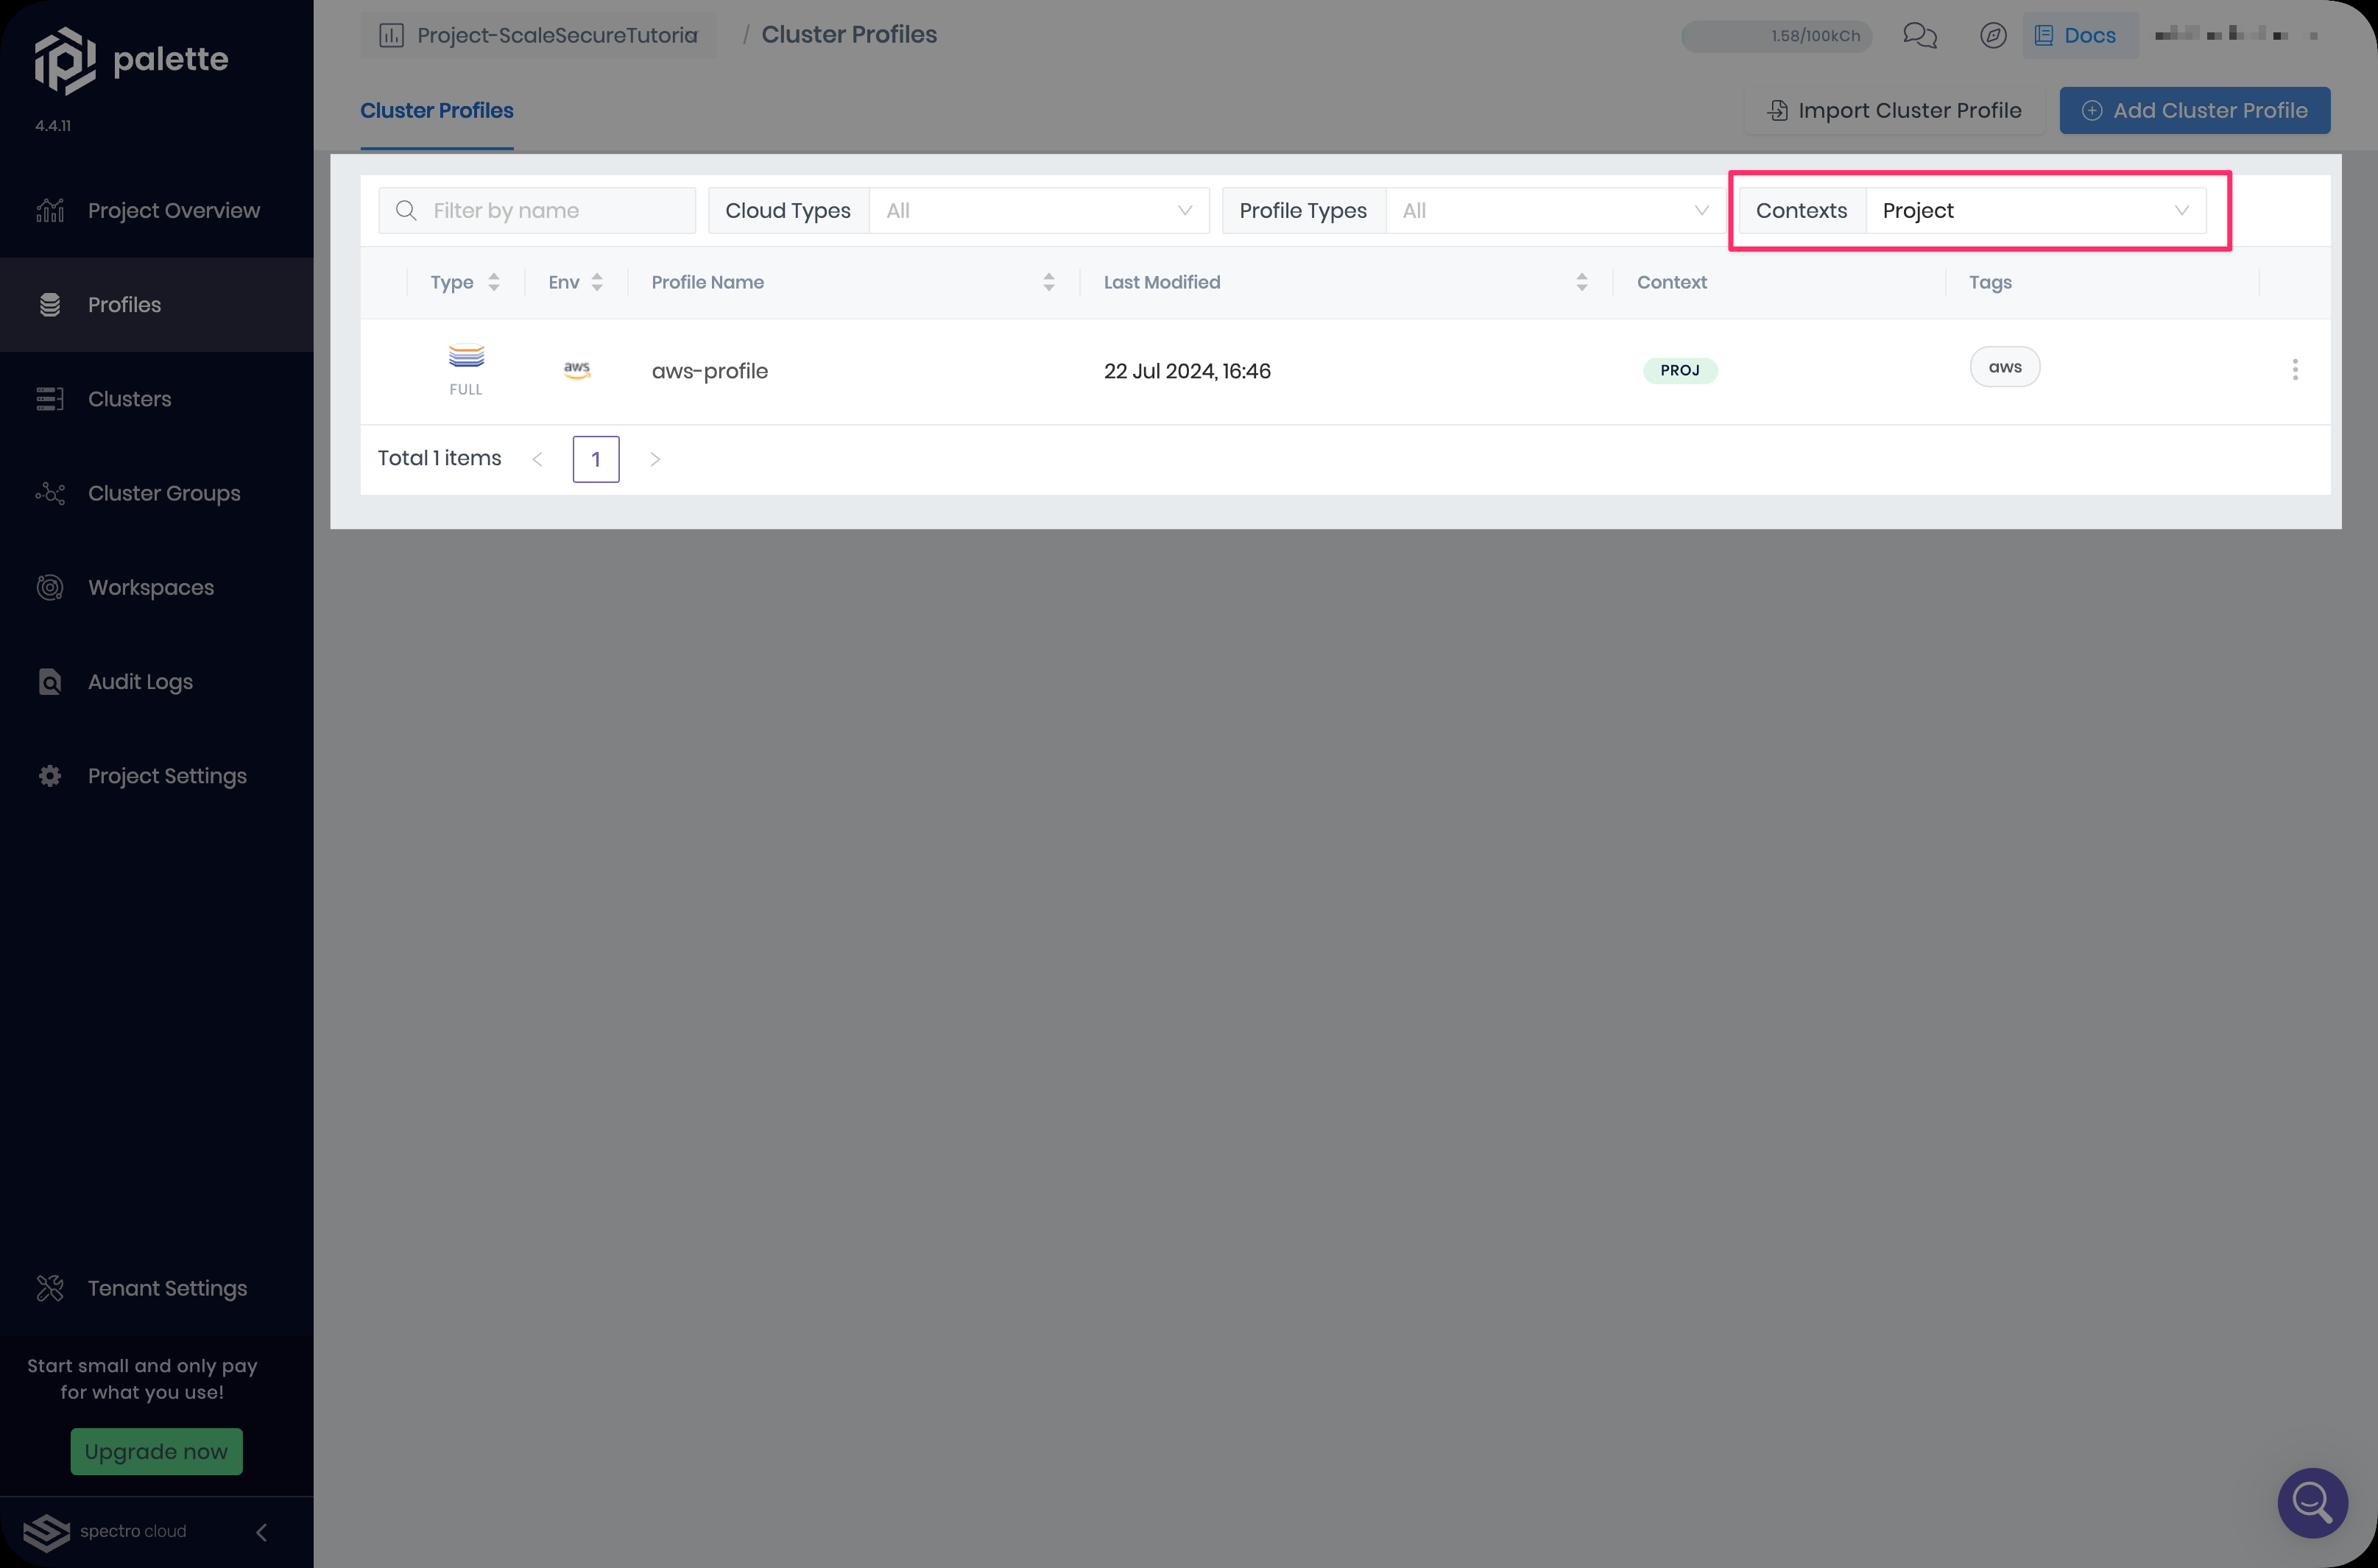 palette
4.4.11
Project Overview
Profiles
Clusters
Cluster Groups
Workspaces
Audit Logs
Project Settings
Tenant Settings
Start small and only pay
for what you use!
Upgrade now
spectro cloud
Project-ScaleSecureTutoria / Cluster Profiles
1.58/100kCh
Docs
Cluster Profiles
Import Cluster Profile
Add Cluster Profile
Filter by name
Cloud Types All
Profile Types All
Contexts Project
Type Env Profile Name Last Modified Context Tags
FULL aws aws-profile 22 Jul 2024, 16:46 PROJ aws
Total 1 items < 1 >